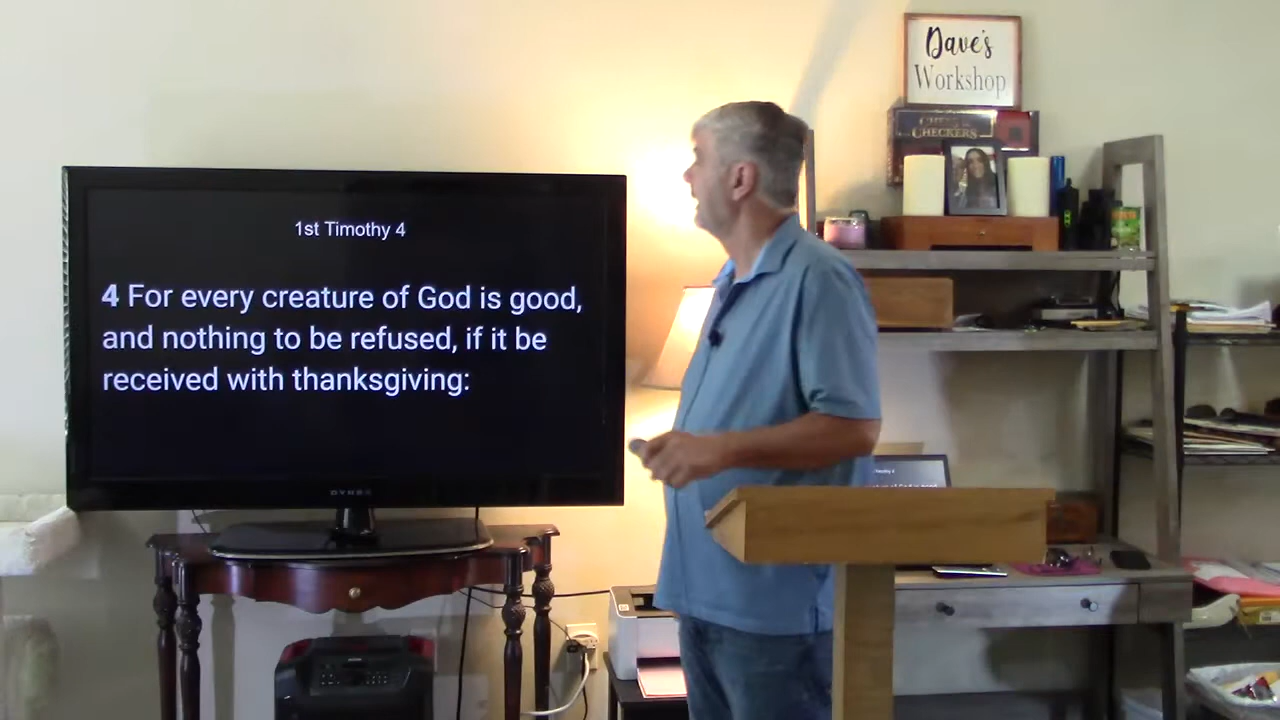 1st Timothy 4
4 For every creature of God is good,
and nothing to be refused, if it be
received with thanksgiving:
DYNEX
Dave's
Workshop
CHECKERS